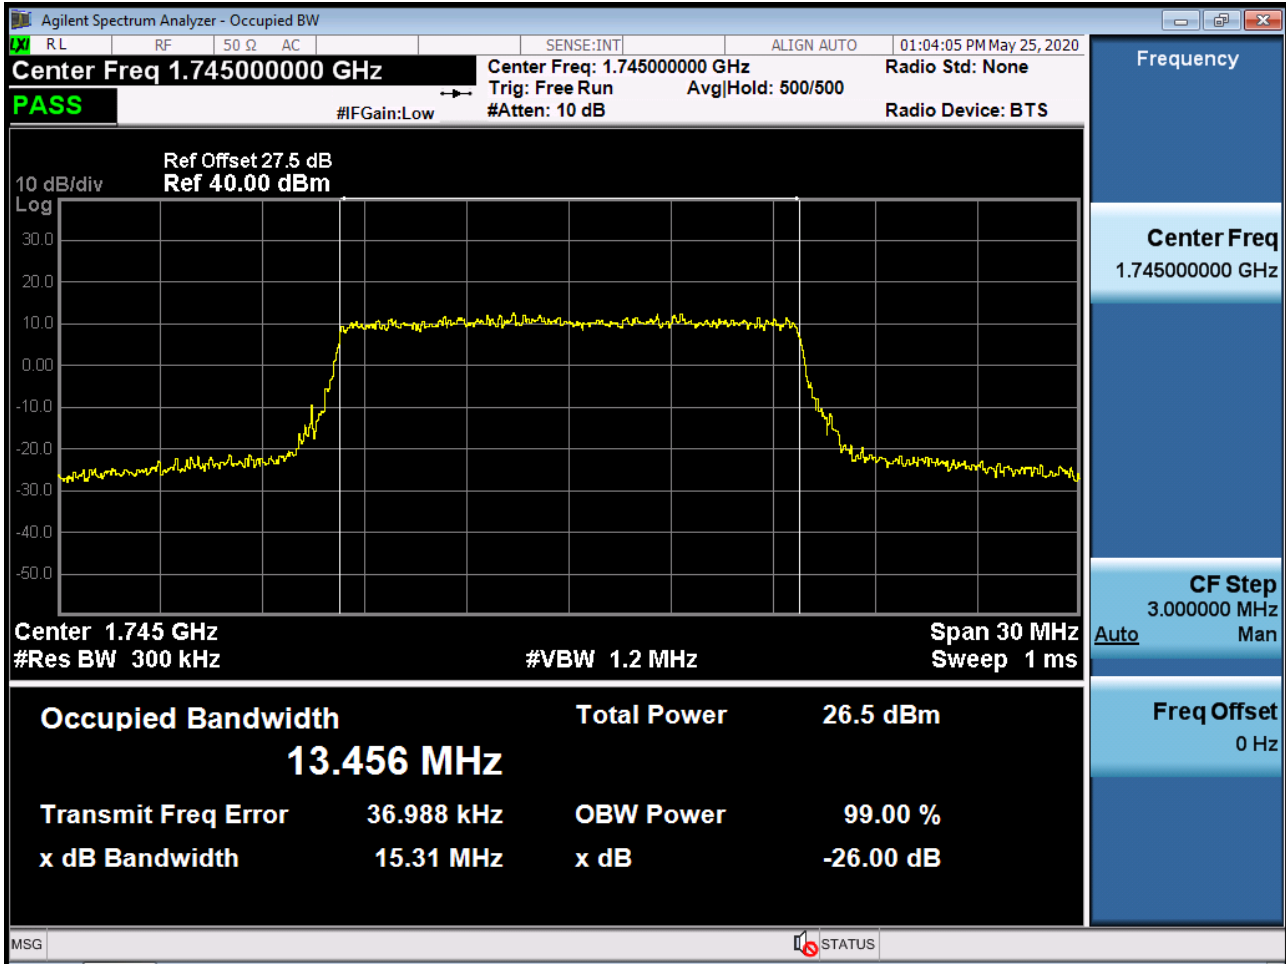 Agilent Spectrum Analyzer - Occupied BW
LXI RL RF 50 Ω AC SENSE:INT ALIGN AUTO 01:04:05 PM May 25, 2020
Center Freq 1.745000000 GHz
Center Freq: 1.745000000 GHz Radio Std: None
Trig: Free Run Avg|Hold: 500/500
PASS
#IFGain:Low #Atten: 10 dB Radio Device: BTS
Ref Offset 27.5 dB
10 dB/div Ref 40.00 dBm
Log
30.0
20.0
10.0
0.00
-10.0
-20.0
-30.0
-40.0
-50.0
Center 1.745 GHz Span 30 MHz
#Res BW 300 kHz #VBW 1.2 MHz Sweep 1 ms
Occupied Bandwidth Total Power 26.5 dBm
13.456 MHz
Transmit Freq Error 36.988 kHz OBW Power 99.00 %
x dB Bandwidth 15.31 MHz x dB -26.00 dB
MSG STATUS
Frequency
Center Freq
1.745000000 GHz
CF Step
3.000000 MHz
Auto Man
Freq Offset
0 Hz